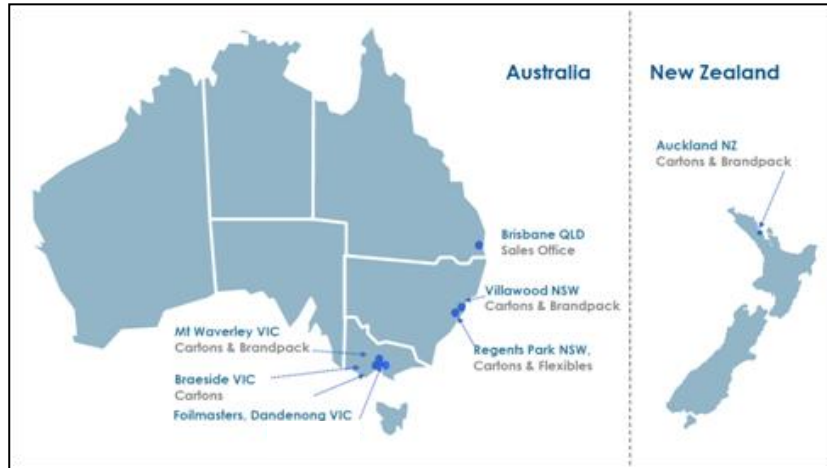 Australia
New Zealand
Auckland NZ
Cartons & Brandpack
Brisbane QLD
Sales Office
Villawood NSW
Cartons & Brandpack
Regents Park NSW,
Cartons & Flexibles
Mt Waverley VIC
Cartons & Brandpack
Braeside VIC
Cartons
Foilmasters, Dandenong VIC